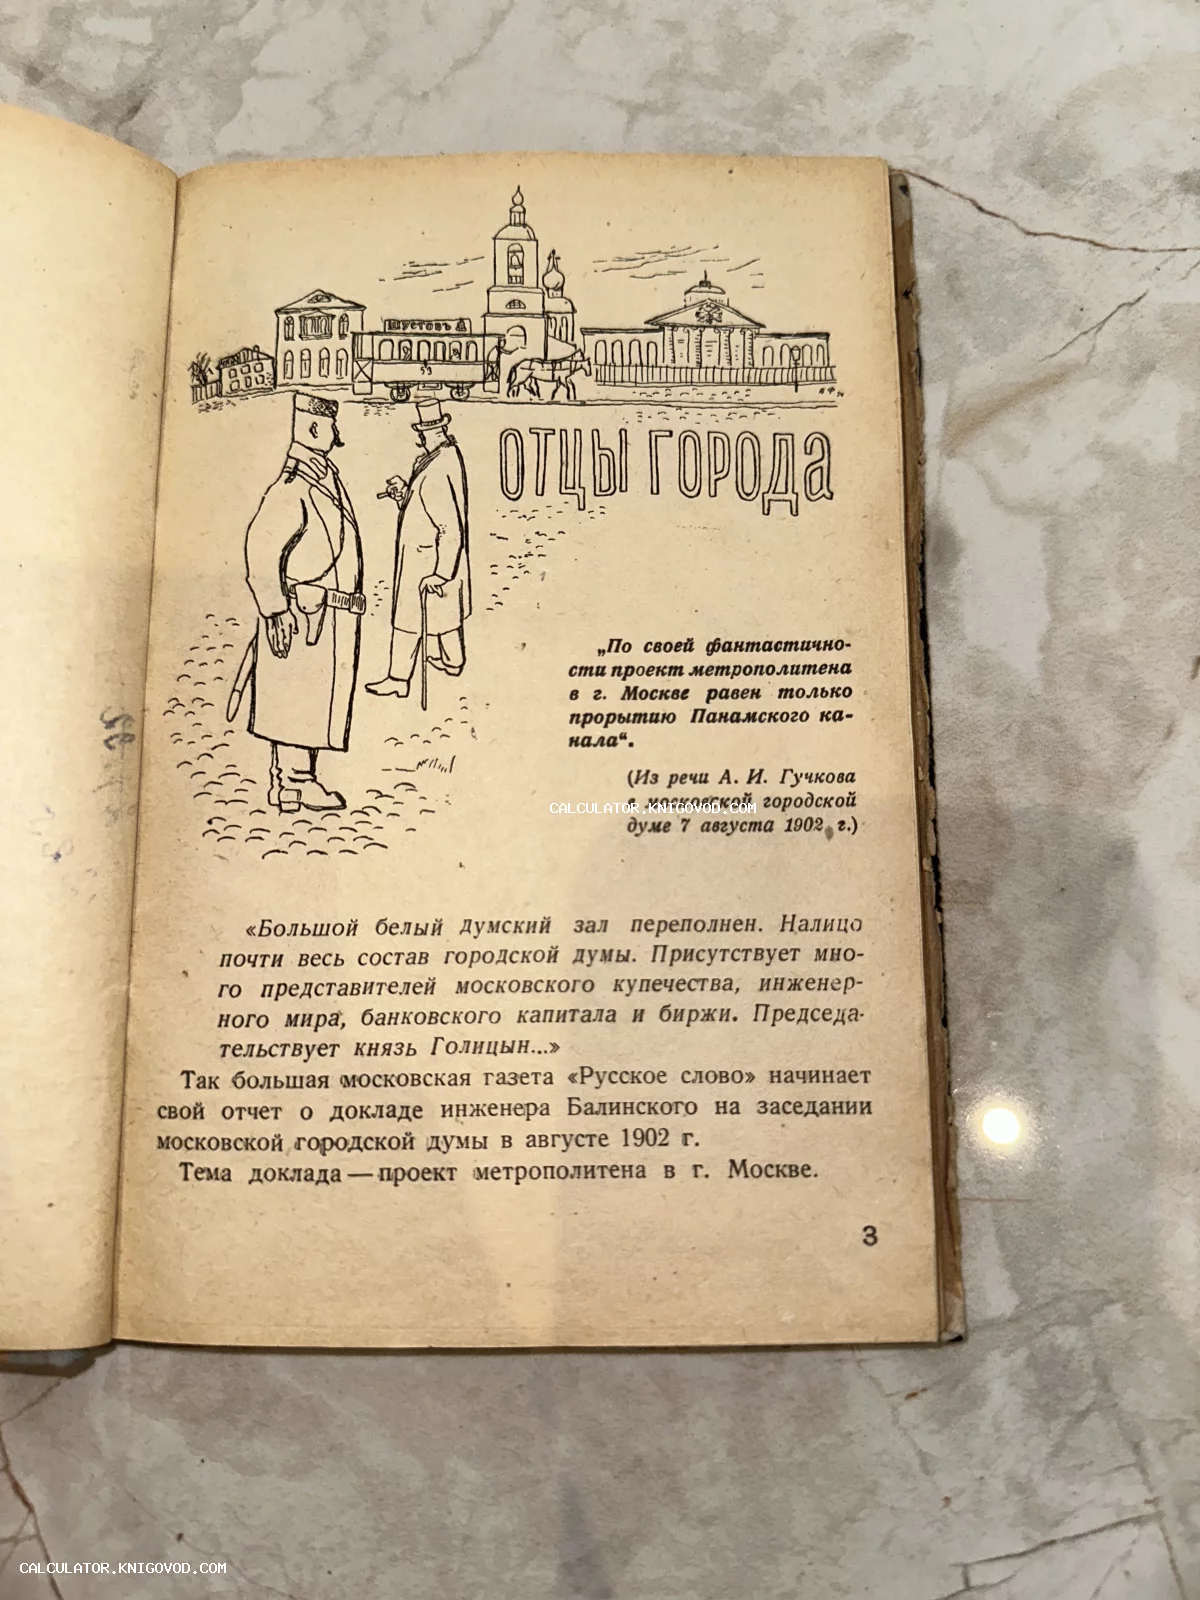 ШУСТОВЪ
53
ОТЦЫ ГОРОДА
„По своей фантастично-
сти проект метрополитена
в г. Москве равен только
прорытию Панамского ка-
нала“.
(Из речи А. И. Гучкова
московской городской
CALCULATOR.KNIGOVOD.COM
думе 7 августа 1902 г.)
«Большой белый думский зал переполнен. Налицо
почти весь состав городской думы. Присутствует мно-
го представителей московского купечества, инженер-
ного мира, банковского капитала и биржи. Председа-
тельствует князь Голицын...»
Так большая московская газета «Русское слово» начинает
свой отчет о докладе инженера Балинского на заседании
московской городской думы в августе 1902 г.
Тема доклада — проект метрополитена в г. Москве.
3
CALCULATOR.KNIGOVOD.COM